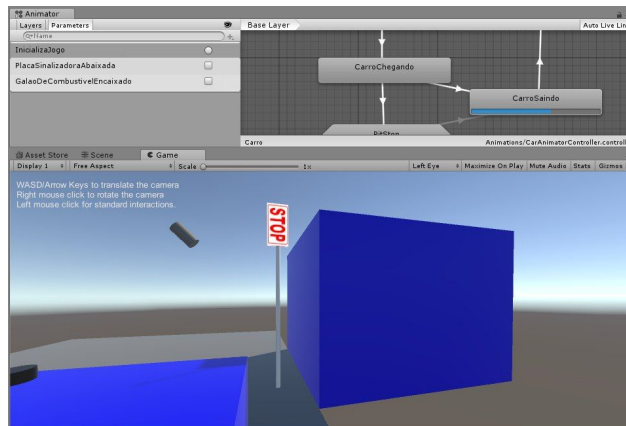 Animator
Layers Parameters
Base Layer
Auto Live Lin
Name
InicializaJogo
PlacaSinalizadoraAbaixada
GalaoDeCombustivelEncaixado
CarroChegando
CarroSaindo
PitStop
Carro
Animations/CarAnimatorController.controll
Asset Store Scene Game
Display 1 Free Aspect Scale 1x Left Eye Maximize On Play Mute Audio Stats Gizmos
WASD/Arrow Keys to translate the camera
Right mouse click to rotate the camera
Left mouse click for standard interactions.
STOP